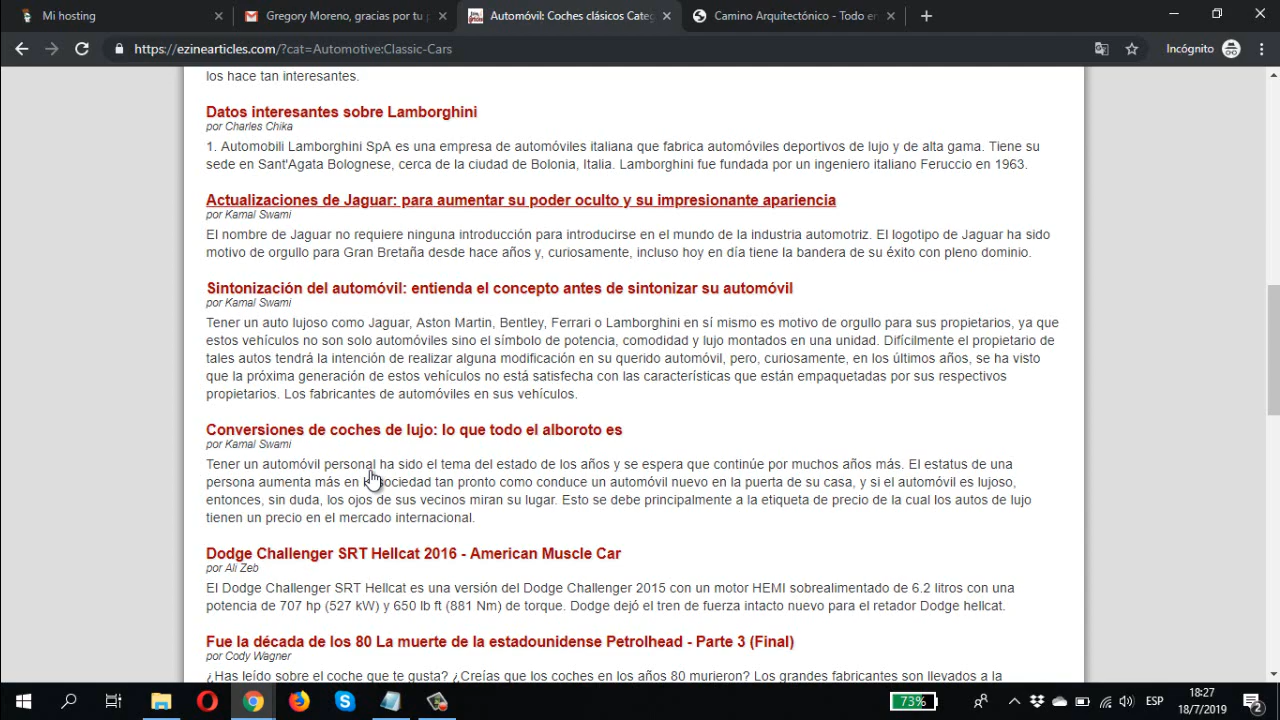 Mi hosting
Gregory Moreno, gracias por tu p
Automóvil: Coches clásicos Categ
Camino Arquitectónico - Todo en
https://ezinearticles.com/?cat=Automotive:Classic-Cars
Incógnito
los hace tan interesantes.
Datos interesantes sobre Lamborghini
por Charles Chika
1. Automobili Lamborghini SpA es una empresa de automóviles italiana que fabrica automóviles deportivos de lujo y de alta gama. Tiene su
sede en Sant'Agata Bolognese, cerca de la ciudad de Bolonia, Italia. Lamborghini fue fundada por un ingeniero italiano Feruccio en 1963.
Actualizaciones de Jaguar: para aumentar su poder oculto y su impresionante apariencia
por Kamal Swami
El nombre de Jaguar no requiere ninguna introducción para introducirse en el mundo de la industria automotriz. El logotipo de Jaguar ha sido
motivo de orgullo para Gran Bretaña desde hace años y, curiosamente, incluso hoy en día tiene la bandera de su éxito con pleno dominio.
Sintonización del automóvil: entienda el concepto antes de sintonizar su automóvil
por Kamal Swami
Tener un auto lujoso como Jaguar, Aston Martin, Bentley, Ferrari o Lamborghini en sí mismo es motivo de orgullo para sus propietarios, ya que
estos vehículos no son solo automóviles sino el símbolo de potencia, comodidad y lujo montados en una unidad. Difícilmente el propietario de
tales autos tendrá la intención de realizar alguna modificación en su querido automóvil, pero, curiosamente, en los últimos años, se ha visto
que la próxima generación de estos vehículos no está satisfecha con las características que están empaquetadas por sus respectivos
propietarios. Los fabricantes de automóviles en sus vehículos.
Conversiones de coches de lujo: lo que todo el alboroto es
por Kamal Swami
Tener un automóvil personal ha sido el tema del estado de los años y se espera que continúe por muchos años más. El estatus de una
persona aumenta más en sociedad tan pronto como conduce un automóvil nuevo en la puerta de su casa, y si el automóvil es lujoso,
entonces, sin duda, los ojos de sus vecinos miran su lugar. Esto se debe principalmente a la etiqueta de precio de la cual los autos de lujo
tienen un precio en el mercado internacional.
Dodge Challenger SRT Hellcat 2016 - American Muscle Car
por Ali Zeb
El Dodge Challenger SRT Hellcat es una versión del Dodge Challenger 2015 con un motor HEMI sobrealimentado de 6.2 litros con una
potencia de 707 hp (527 kW) y 650 lb ft (881 Nm) de torque. Dodge dejó el tren de fuerza intacto nuevo para el retador Dodge hellcat.
Fue la década de los 80 La muerte de la estadounidense Petrolhead - Parte 3 (Final)
por Cody Wagner
¿Has leído sobre el coche que te gusta? ¿Creías que los coches en los años 80 murieron? Los grandes fabricantes son llevados a la
73%
ESP
18:27
18/7/2019
2